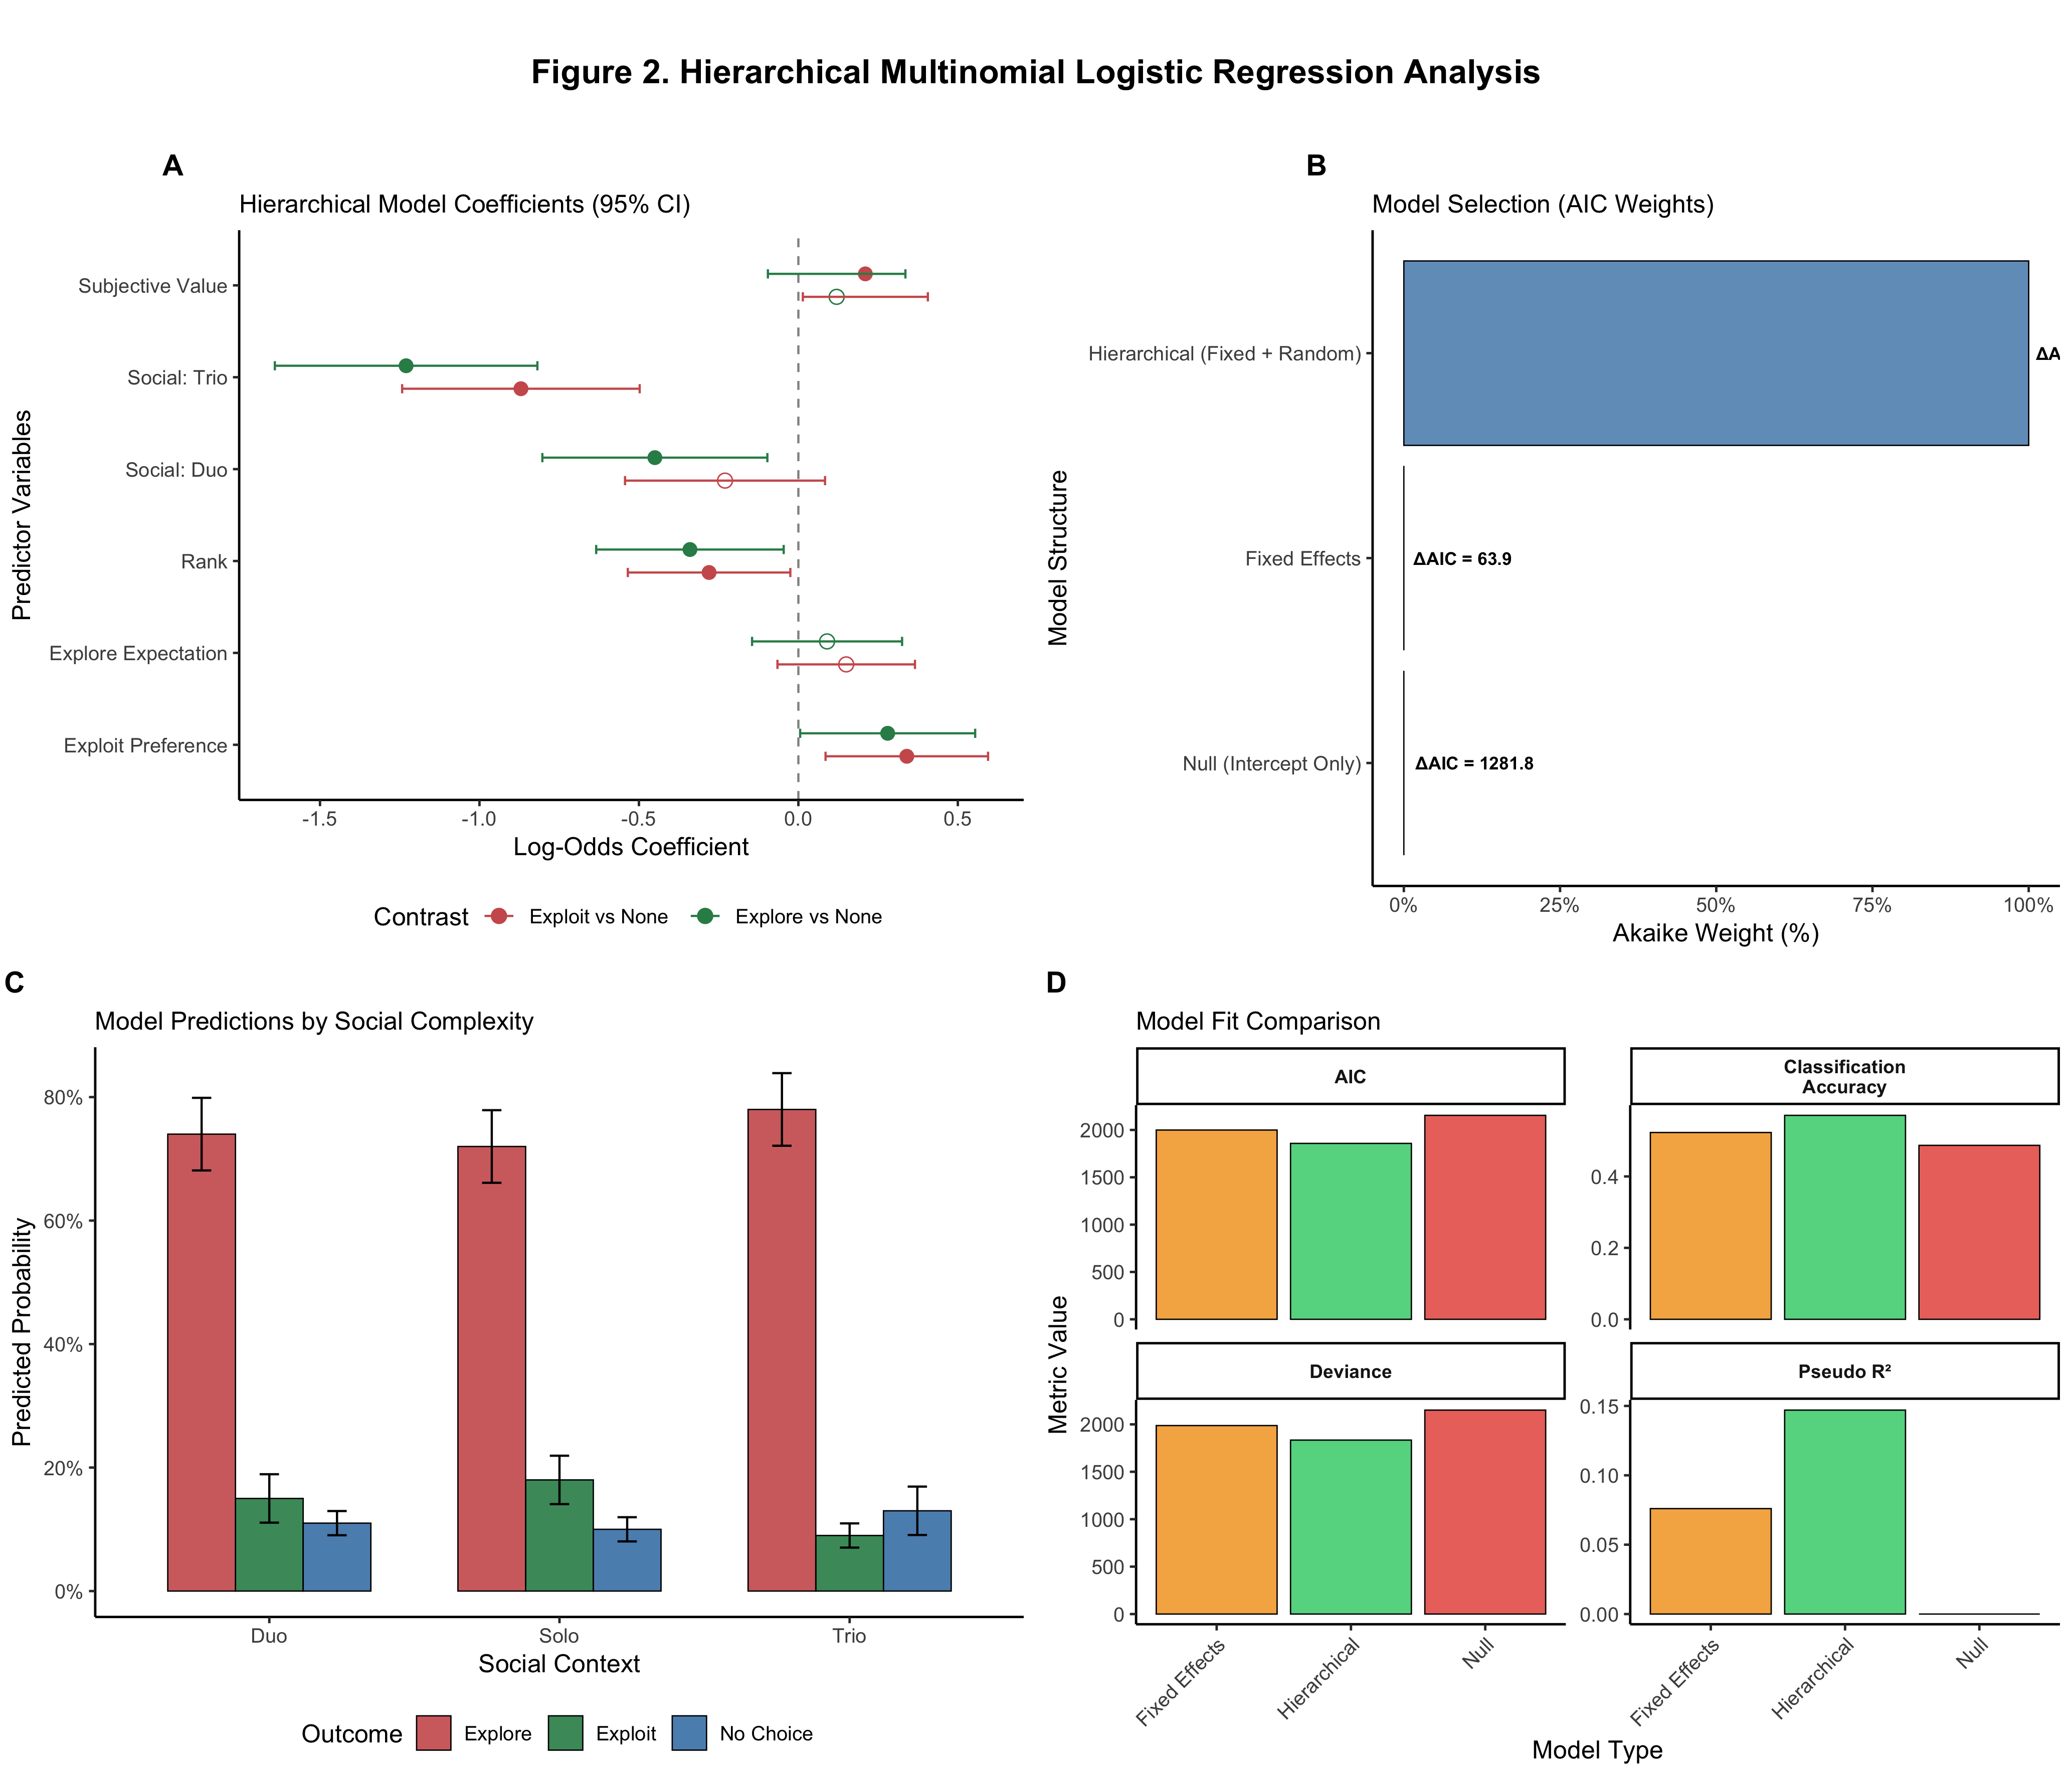 Figure 2. Hierarchical Multinomial Logistic Regression Analysis
A
Hierarchical Model Coefficients (95% CI)
Predictor Variables
Subjective Value
Social: Trio
Social: Duo
Rank
Explore Expectation
Exploit Preference
-1.5 -1.0 -0.5 0.0 0.5
Log-Odds Coefficient
Contrast Exploit vs None Explore vs None
B
Model Selection (AIC Weights)
Model Structure
Hierarchical (Fixed + Random)
ΔA
Fixed Effects
ΔAIC = 63.9
Null (Intercept Only)
ΔAIC = 1281.8
0% 25% 50% 75% 100%
Akaike Weight (%)
C
Model Predictions by Social Complexity
Predicted Probability
80%
60%
40%
20%
0%
Duo Solo Trio
Social Context
Outcome Explore Exploit No Choice
D
Model Fit Comparison
Metric Value
AIC
2000
1500
1000
500
0
Classification
Accuracy
0.4
0.2
0.0
Deviance
2000
1500
1000
500
0
Fixed Effects Hierarchical Null
Pseudo R²
0.15
0.10
0.05
0.00
Fixed Effects Hierarchical Null
Model Type